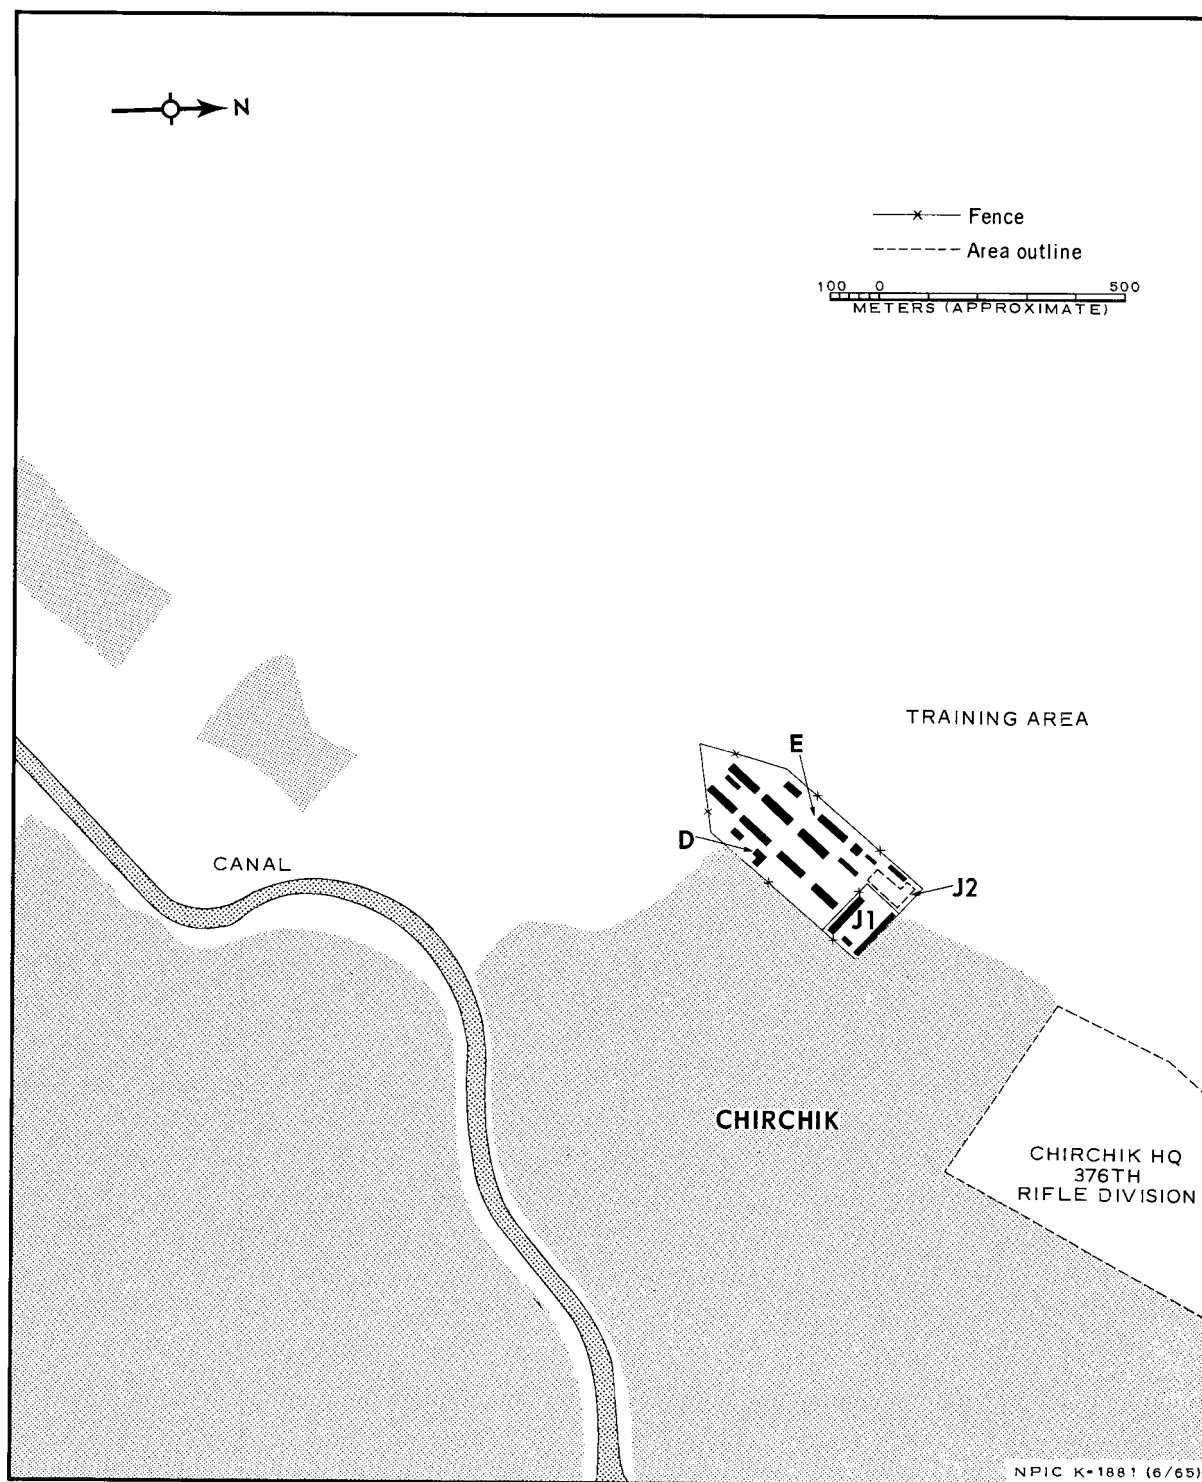 N
Fence
Area outline
100 0 500
METERS (APPROXIMATE)
TRAINING AREA
E
D
J2
J1
CANAL
CHIRCHIK
CHIRCHIK HQ
376TH
RIFLE DIVISION
NPIC K-1881 (6/65)